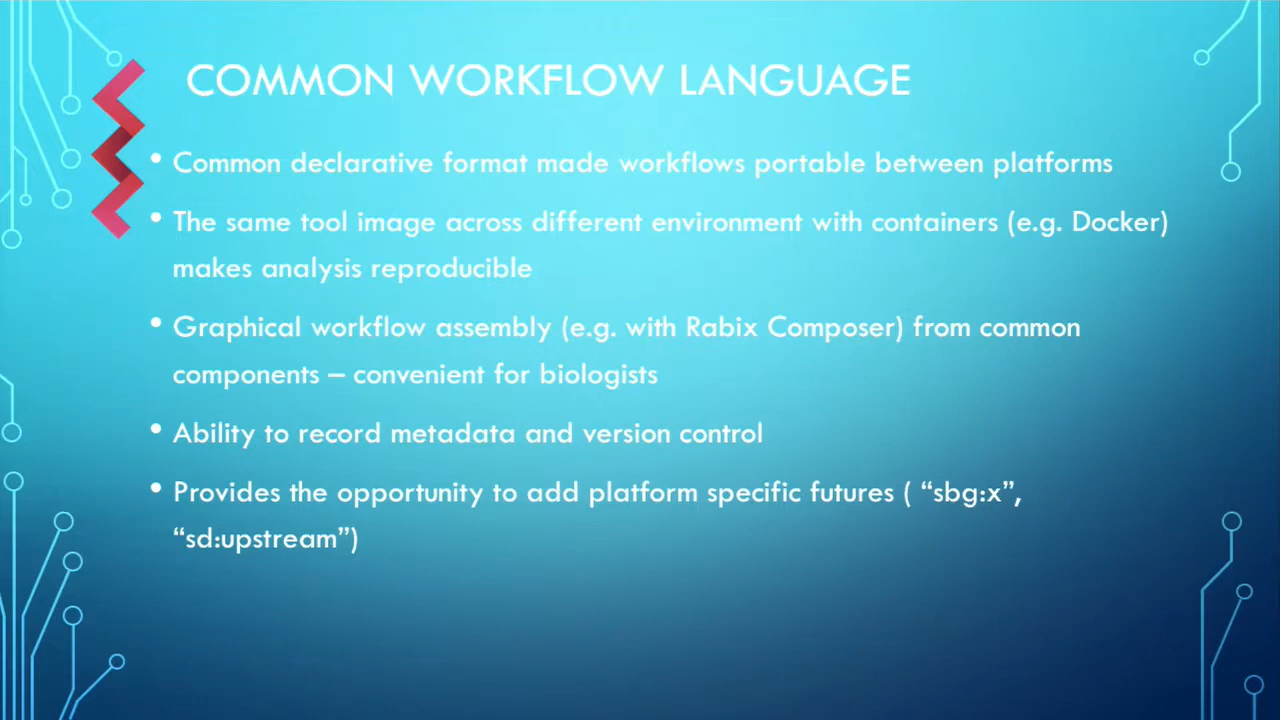 COMMON WORKFLOW LANGUAGE
• Common declarative format made workflows portable between platforms
• The same tool image across different environment with containers (e.g. Docker)
makes analysis reproducible
• Graphical workflow assembly (e.g. with Rabix Composer) from common
components – convenient for biologists
• Ability to record metadata and version control
• Provides the opportunity to add platform specific futures ( “sbg:x”,
“sd:upstream”)